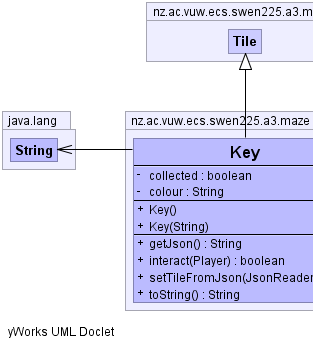 nz.ac.vuw.ecs.swen225.a3.m
Tile
java.lang
String
nz.ac.vuw.ecs.swen225.a3.maze
Key
- collected : boolean
- colour : String
+ Key()
+ Key(String)
+ getJson() : String
+ interact(Player) : boolean
+ setTileFromJson(JsonReader
+ toString() : String
yWorks UML Doclet